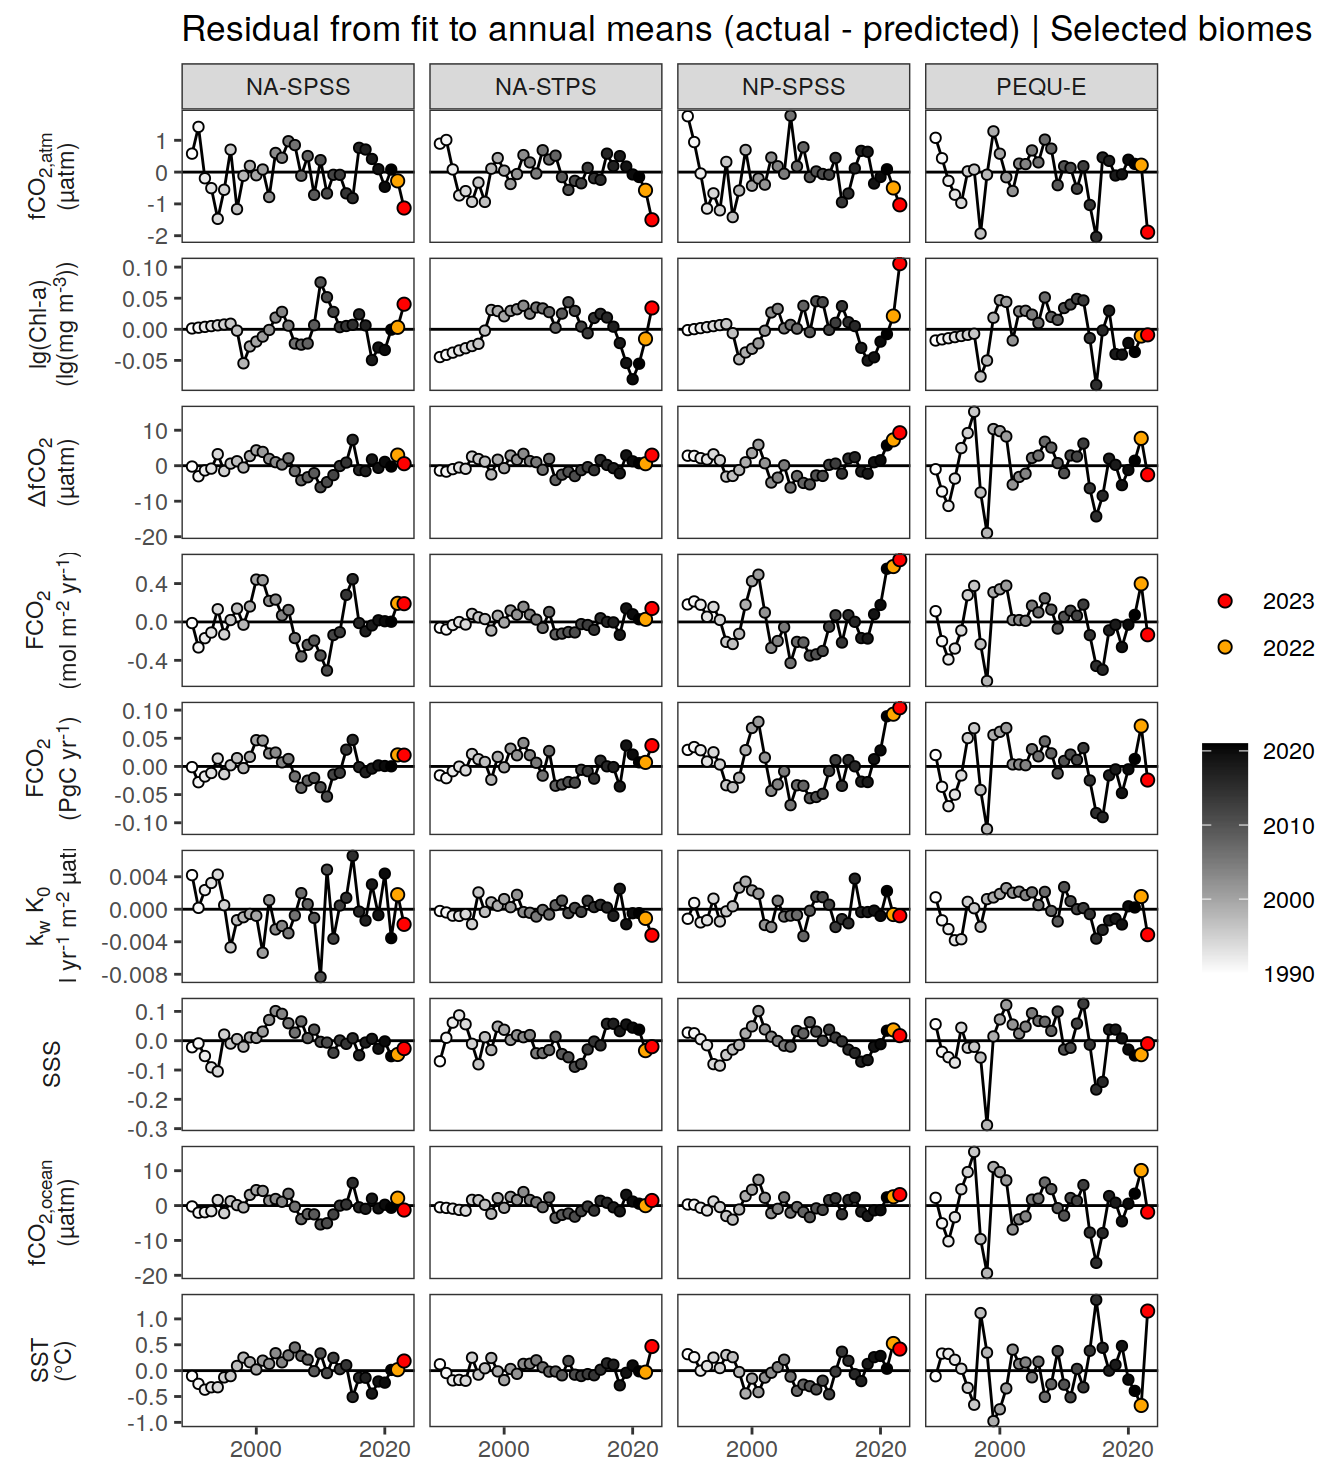 Residual from fit to annual means (actual - predicted) | Selected biomes
NA-SPSS
NA-STPS
NP-SPSS
PEQU-E
fCO2,atm
(µatm)
1
0
-1
-2
lg(Chl-a)
(lg(mg m-3))
0.10
0.05
0.00
-0.05
ΔfCO2
(µatm)
10
0
-10
-20
FCO2
(mol m-2 yr-1)
0.4
0.0
-0.4
FCO2
(PgC yr-1)
0.10
0.05
0.00
-0.05
-0.10
kw K0
l yr-1 m-2 µat
0.004
0.000
-0.004
-0.008
SSS
0.1
0.0
-0.1
-0.2
-0.3
fCO2,ocean
(µatm)
10
0
-10
-20
SST
(°C)
1.0
0.5
0.0
-0.5
-1.0
2000
2020
2000
2020
2000
2020
2000
2020
2023
2022
2020
2010
2000
1990